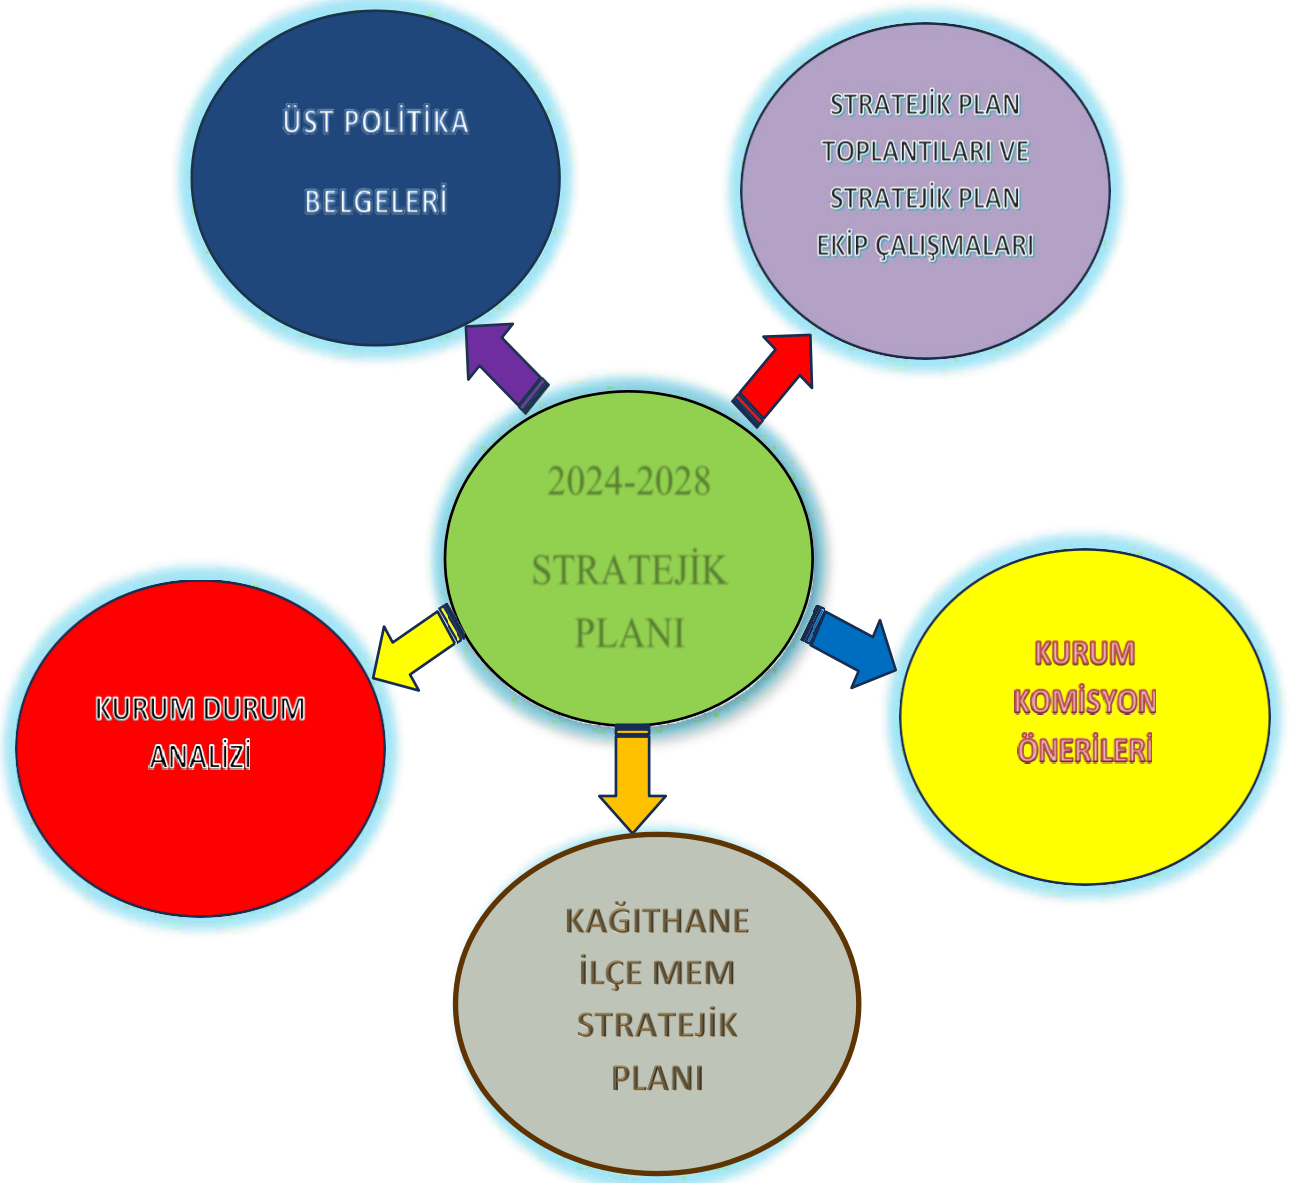 ÜST POLİTİKA
BELGELERİ
STRATEJİK PLAN
TOPLANTILARI VE
STRATEJİK PLAN
EKİP ÇALIŞMALARI
2024-2028
STRATEJİK
PLANI
KURUM DURUM
ANALİZİ
KURUM
KOMİSYON
ÖNERİLERİ
KAĞITHANE
İLÇE MEM
STRATEJİK
PLANI